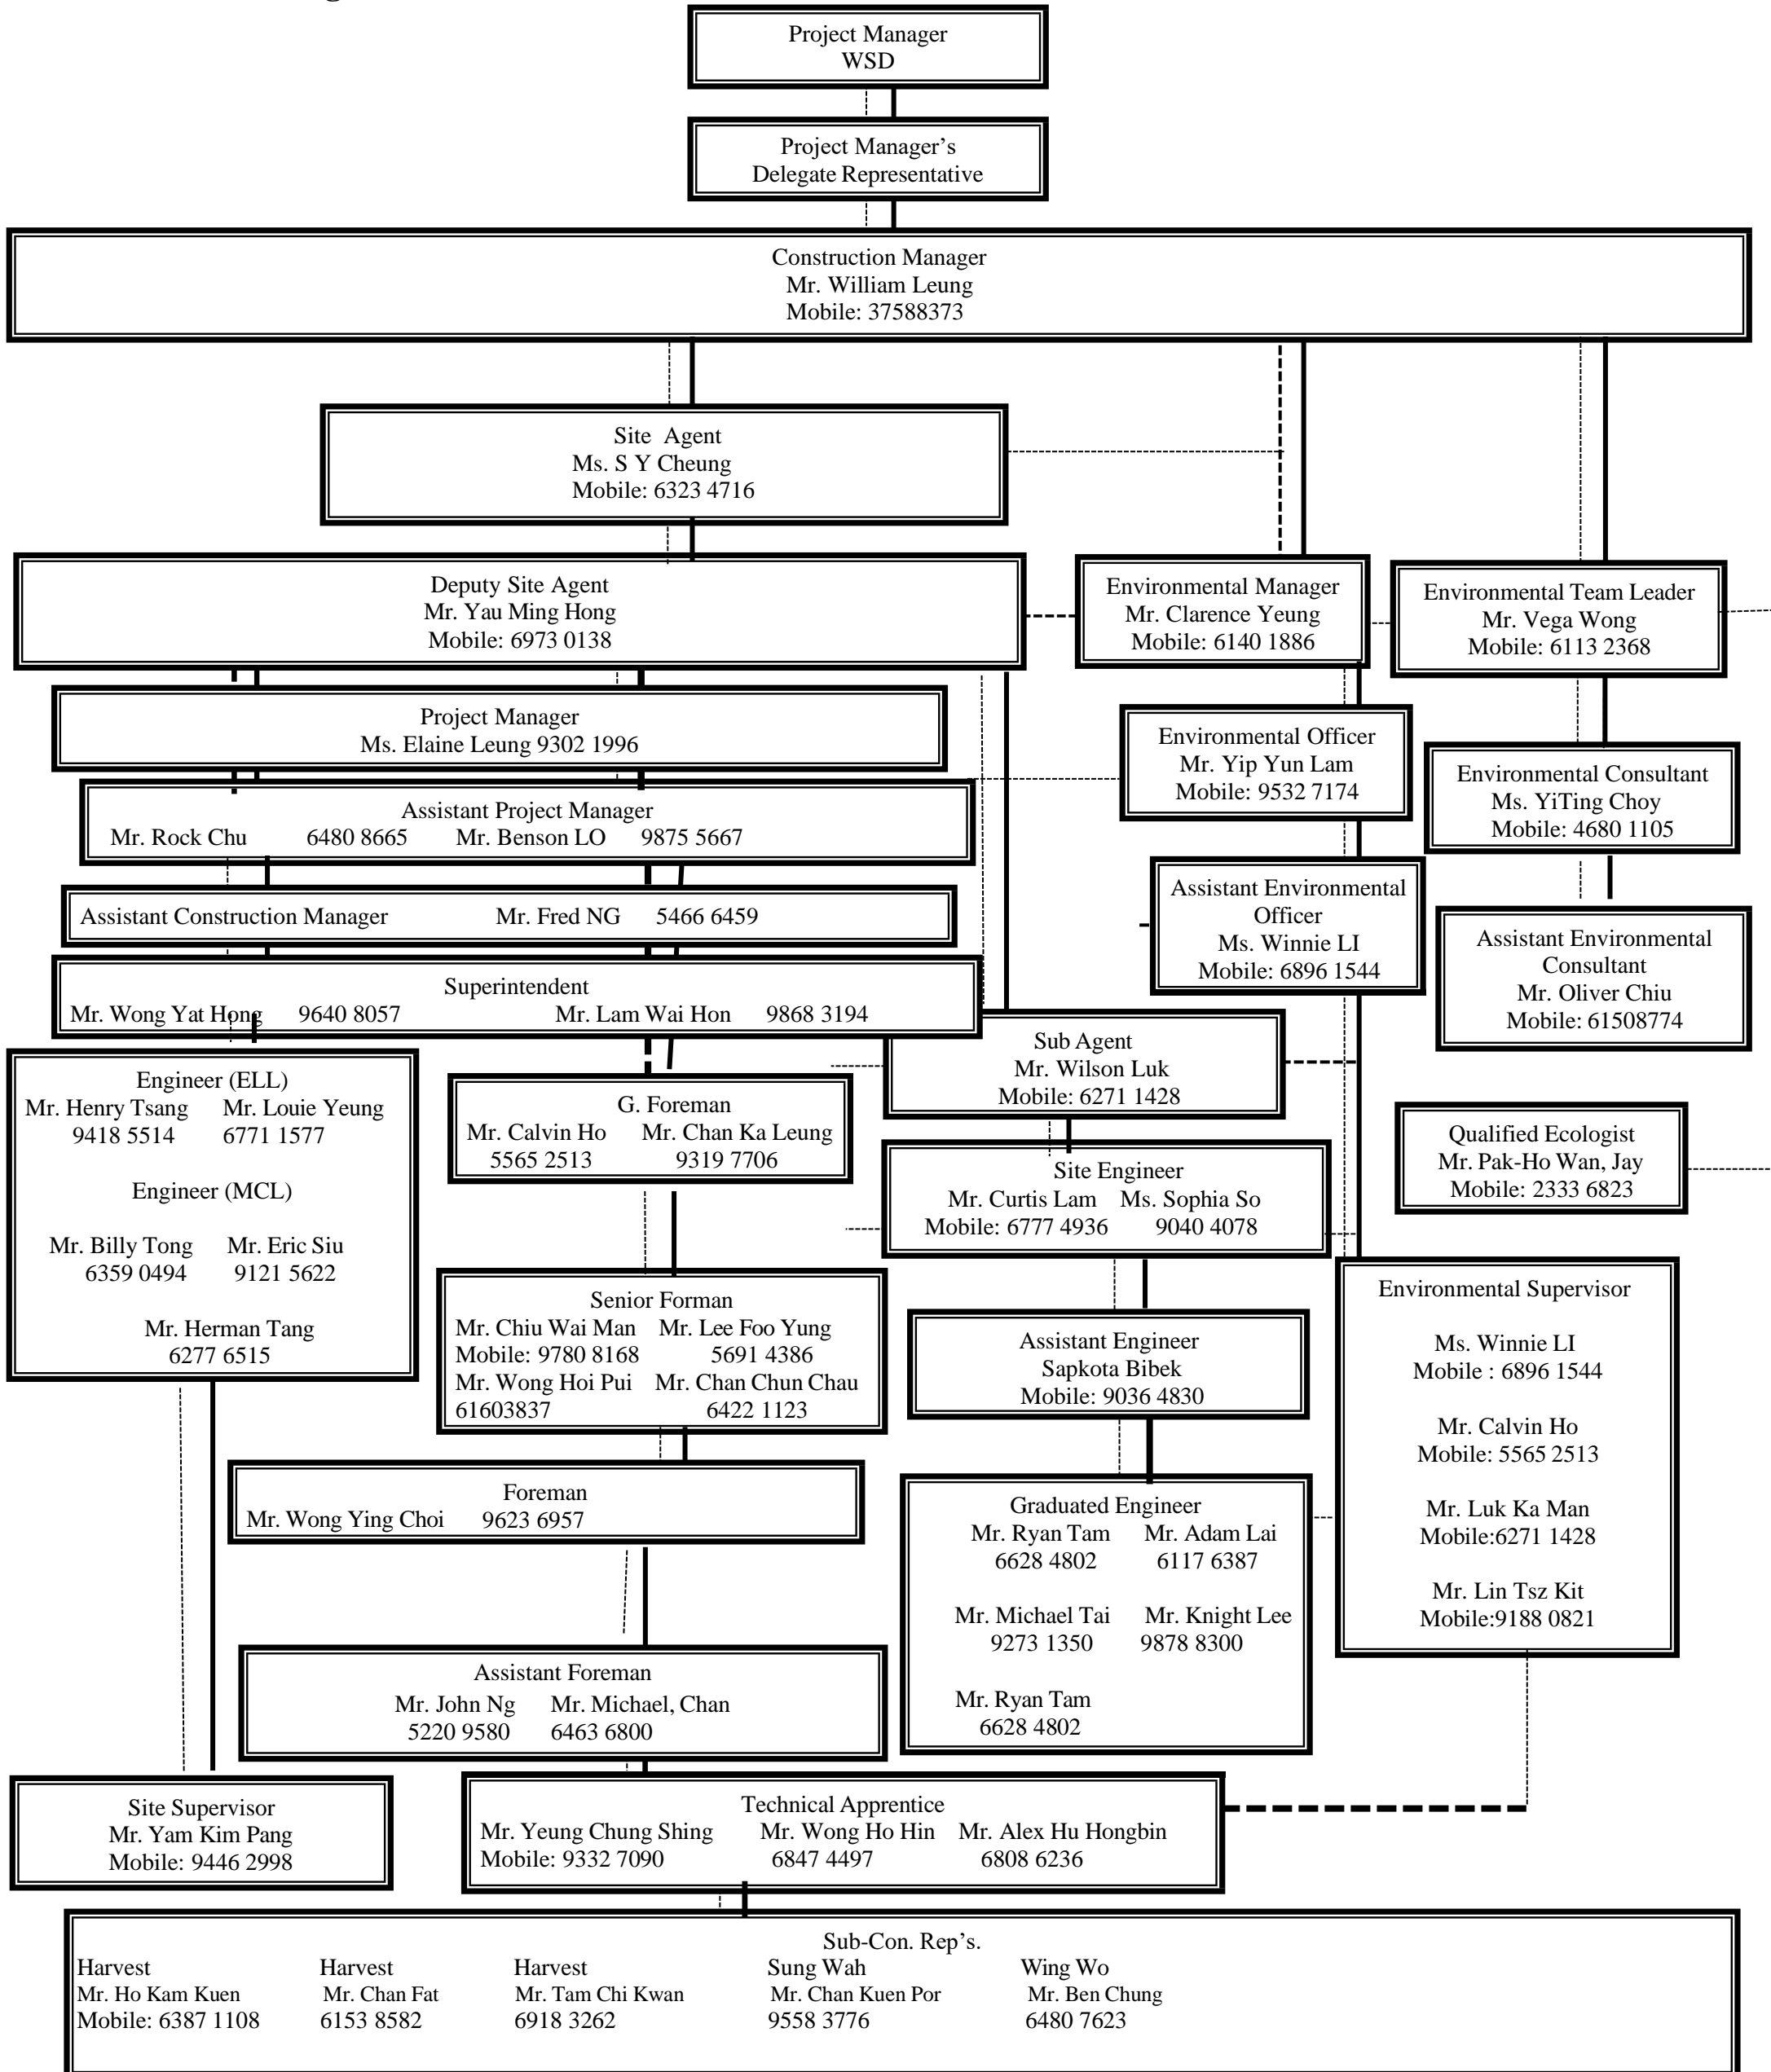 Project Manager
WSD
Project Manager's
Delegate Representative
Construction Manager
Mr. William Leung
Mobile: 37588373
Site Agent
Ms. S Y Cheung
Mobile: 6323 4716
Deputy Site Agent
Mr. Yau Ming Hong
Mobile: 6973 0138
Environmental Manager
Mr. Clarence Yeung
Mobile: 6140 1886
Environmental Team Leader
Mr. Vega Wong
Mobile: 6113 2368
Project Manager
Ms. Elaine Leung 9302 1996
Environmental Officer
Mr. Yip Yun Lam
Mobile: 9532 7174
Environmental Consultant
Ms. YiTing Choy
Mobile: 4680 1105
Assistant Project Manager
Mr. Rock Chu 6480 8665 Mr. Benson LO 9875 5667
Assistant Construction Manager Mr. Fred NG 5466 6459
Assistant Environmental
Officer
Ms. Winnie LI
Mobile: 6896 1544
Assistant Environmental
Consultant
Mr. Oliver Chiu
Mobile: 61508774
Superintendent
Mr. Wong Yat Hong 9640 8057 Mr. Lam Wai Hon 9868 3194
Sub Agent
Mr. Wilson Luk
Mobile: 6271 1428
Engineer (ELL)
Mr. Henry Tsang Mr. Louie Yeung
9418 5514 6771 1577
Engineer (MCL)
Mr. Billy Tong Mr. Eric Siu
6359 0494 9121 5622
Mr. Herman Tang
6277 6515
G. Foreman
Mr. Calvin Ho Mr. Chan Ka Leung
5565 2513 9319 7706
Qualified Ecologist
Mr. Pak-Ho Wan, Jay
Mobile: 2333 6823
Site Engineer
Mr. Curtis Lam Ms. Sophia So
Mobile: 6777 4936 9040 4078
Senior Forman
Mr. Chiu Wai Man Mr. Lee Foo Yung
Mobile: 9780 8168 5691 4386
Mr. Wong Hoi Pui Mr. Chan Chun Chau
61603837 6422 1123
Assistant Engineer
Sapkota Bibek
Mobile: 9036 4830
Environmental Supervisor
Ms. Winnie LI
Mobile : 6896 1544
Mr. Calvin Ho
Mobile: 5565 2513
Mr. Luk Ka Man
Mobile:6271 1428
Mr. Lin Tsz Kit
Mobile:9188 0821
Foreman
Mr. Wong Ying Choi 9623 6957
Graduated Engineer
Mr. Ryan Tam Mr. Adam Lai
6628 4802 6117 6387
Mr. Michael Tai Mr. Knight Lee
9273 1350 9878 8300
Mr. Ryan Tam
6628 4802
Assistant Foreman
Mr. John Ng Mr. Michael, Chan
5220 9580 6463 6800
Site Supervisor
Mr. Yam Kim Pang
Mobile: 9446 2998
Technical Apprentice
Mr. Yeung Chung Shing Mr. Wong Ho Hin Mr. Alex Hu Hongbin
Mobile: 9332 7090 6847 4497 6808 6236
Sub-Con. Rep's.
Harvest Harvest Harvest Sung Wah Wing Wo
Mr. Ho Kam Kuen Mr. Chan Fat Mr. Tam Chi Kwan Mr. Chan Kuen Por Mr. Ben Chung
Mobile: 6387 1108 6153 8582 6918 3262 9558 3776 6480 7623